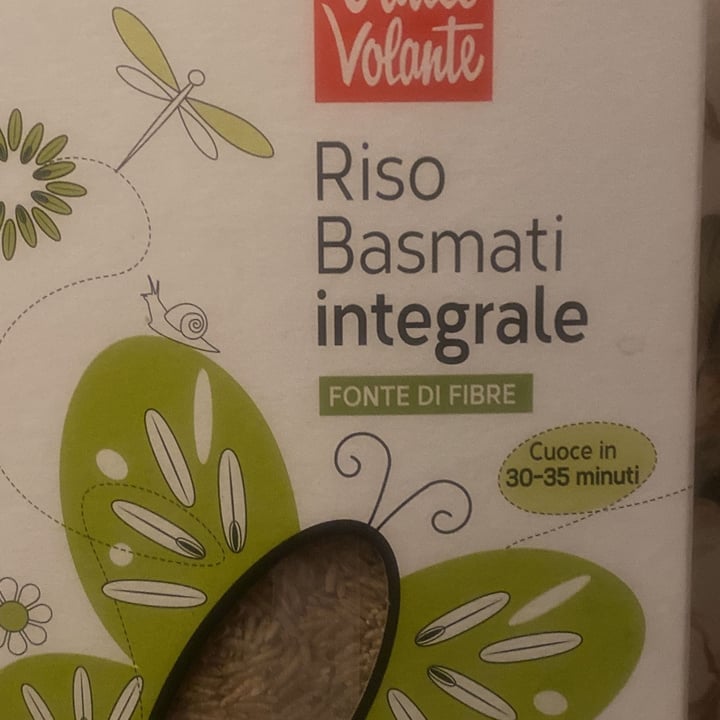 Volante
Riso
Basmati
integrale
FONTE DI FIBRE
Cuoce in
30-35 minuti